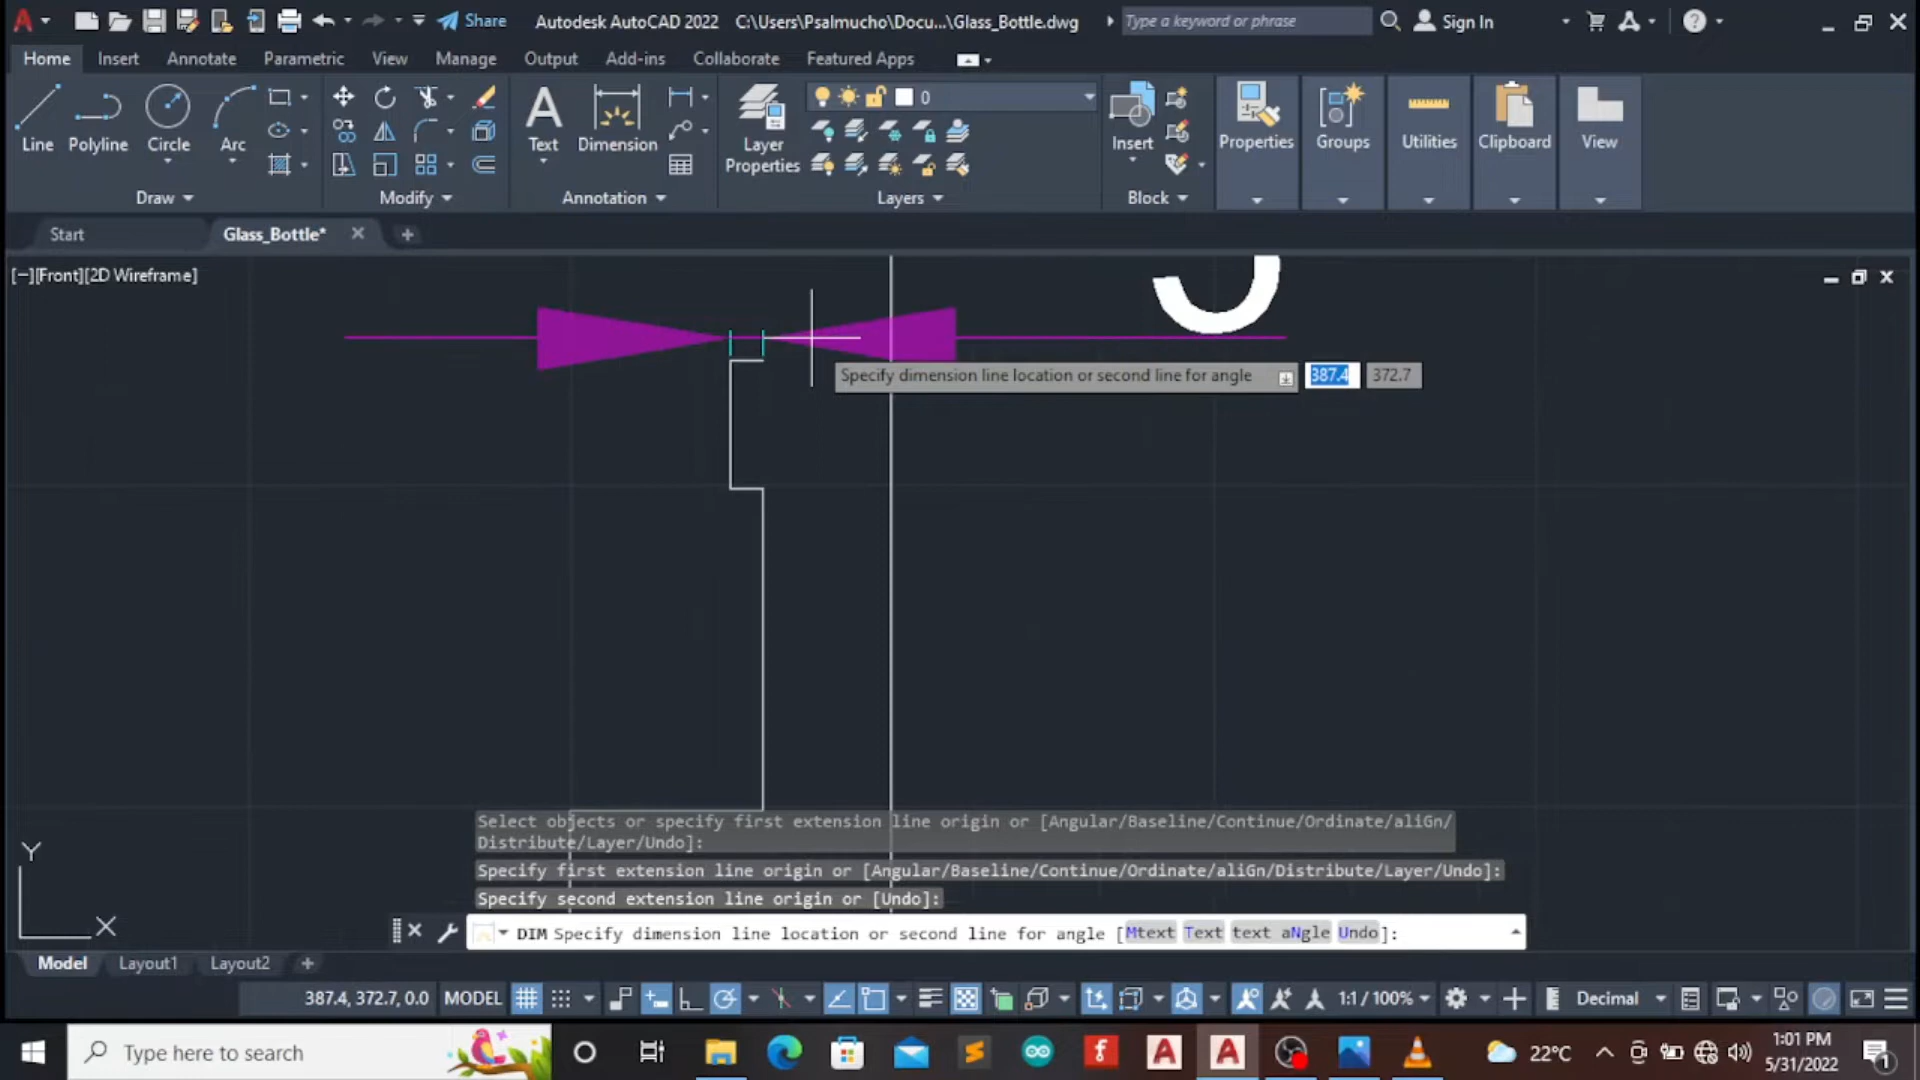 Share
Autodesk AutoCAD 2022 C:\Users\Psalmucho\Docu...\Glass_Bottle.dwg
Type a keyword or phrase
Sign In
Home Insert Annotate Parametric View Manage Output Add-ins Collaborate Featured Apps
Line Polyline Circle Arc
Text Dimension
Layer Properties
0
Insert
Properties Groups Utilities Clipboard View
Draw Modify Annotation Layers Block
Start Glass_Bottle*
[−][Front][2D Wireframe]
Specify dimension line location or second line for angle 387.4 372.7
Select objects or specify first extension line origin or [Angular/Baseline/Continue/Ordinate/aliGn/
Distribute/Layer/Undo]:
Specify first extension line origin or [Angular/Baseline/Continue/Ordinate/aliGn/Distribute/Layer/Undo]:
Specify second extension line origin or [Undo]:
DIM Specify dimension line location or second line for angle [Mtext Text text aNgle Undo]:
Y
X
Model Layout1 Layout2
387.4, 372.7, 0.0 MODEL 1:1 / 100% Decimal
Type here to search
22°C
1:01 PM
5/31/2022
1